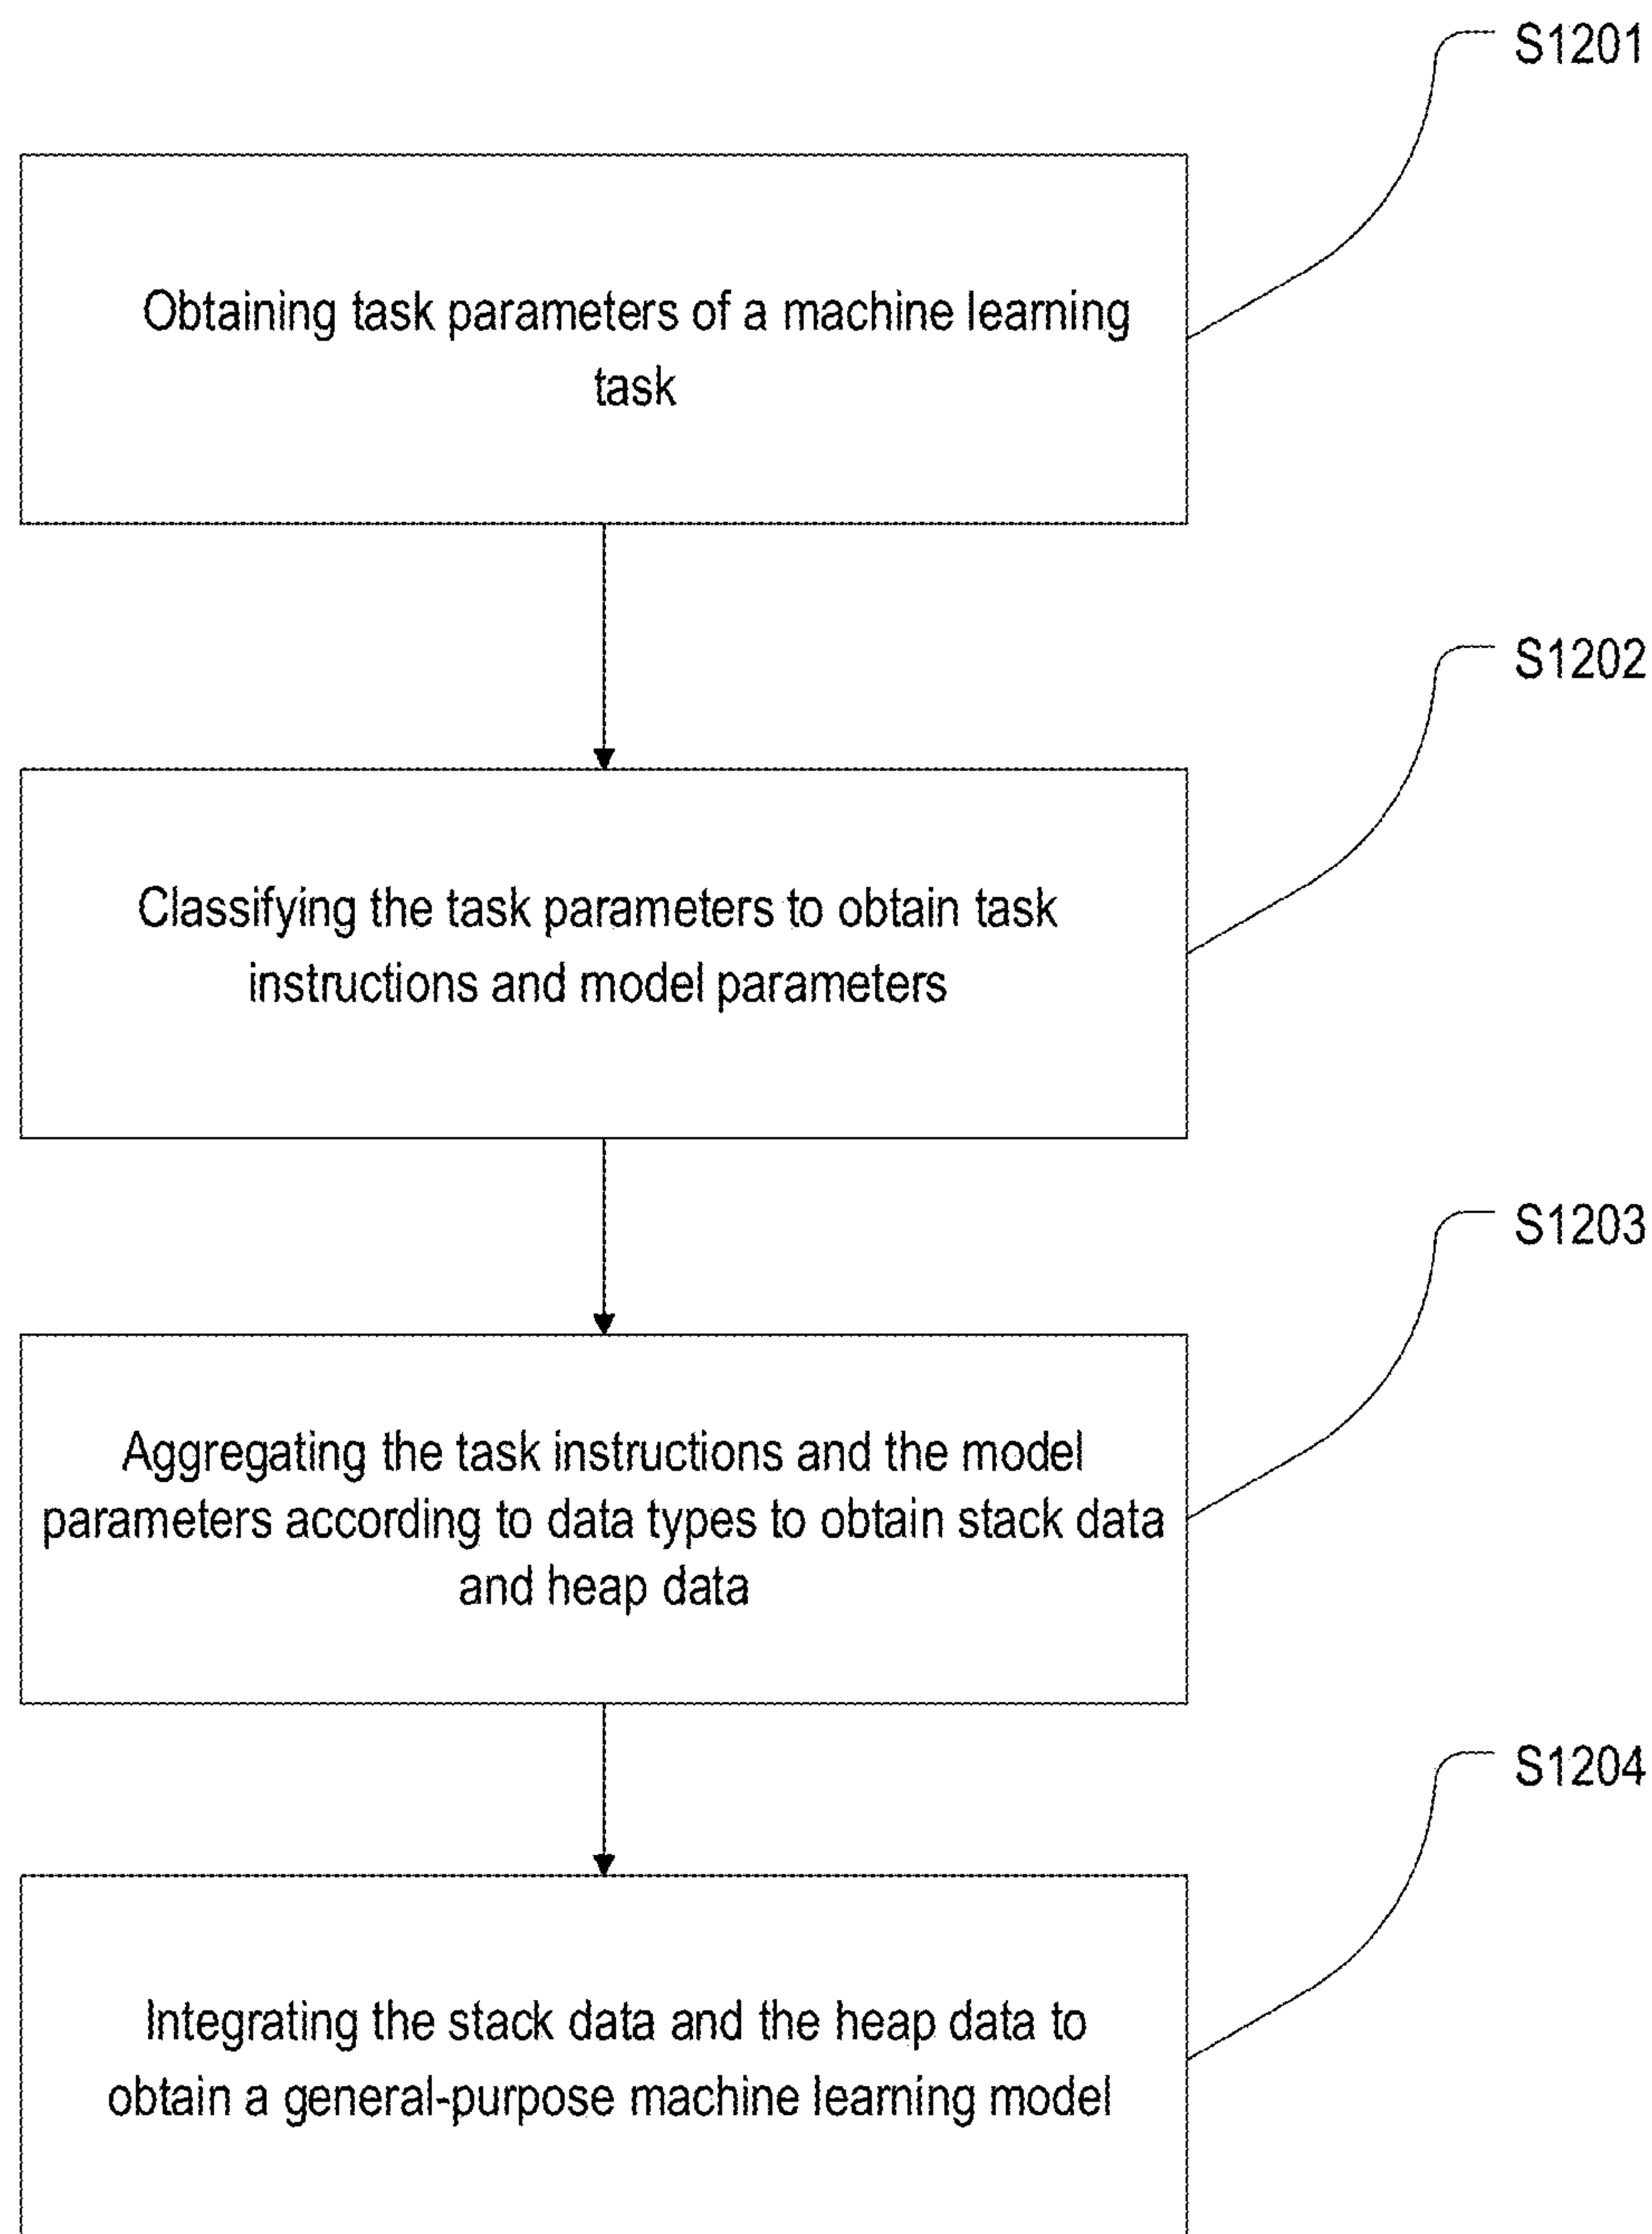 S1201
Obtaining task parameters of a machine learning
task
S1202
Classifying the task parameters to obtain task
instructions and model parameters
S1203
Aggregating the task instructions and the model
parameters according to data types to obtain stack data
and heap data
S1204
Integrating the stack data and the heap data to
obtain a general-purpose machine learning model